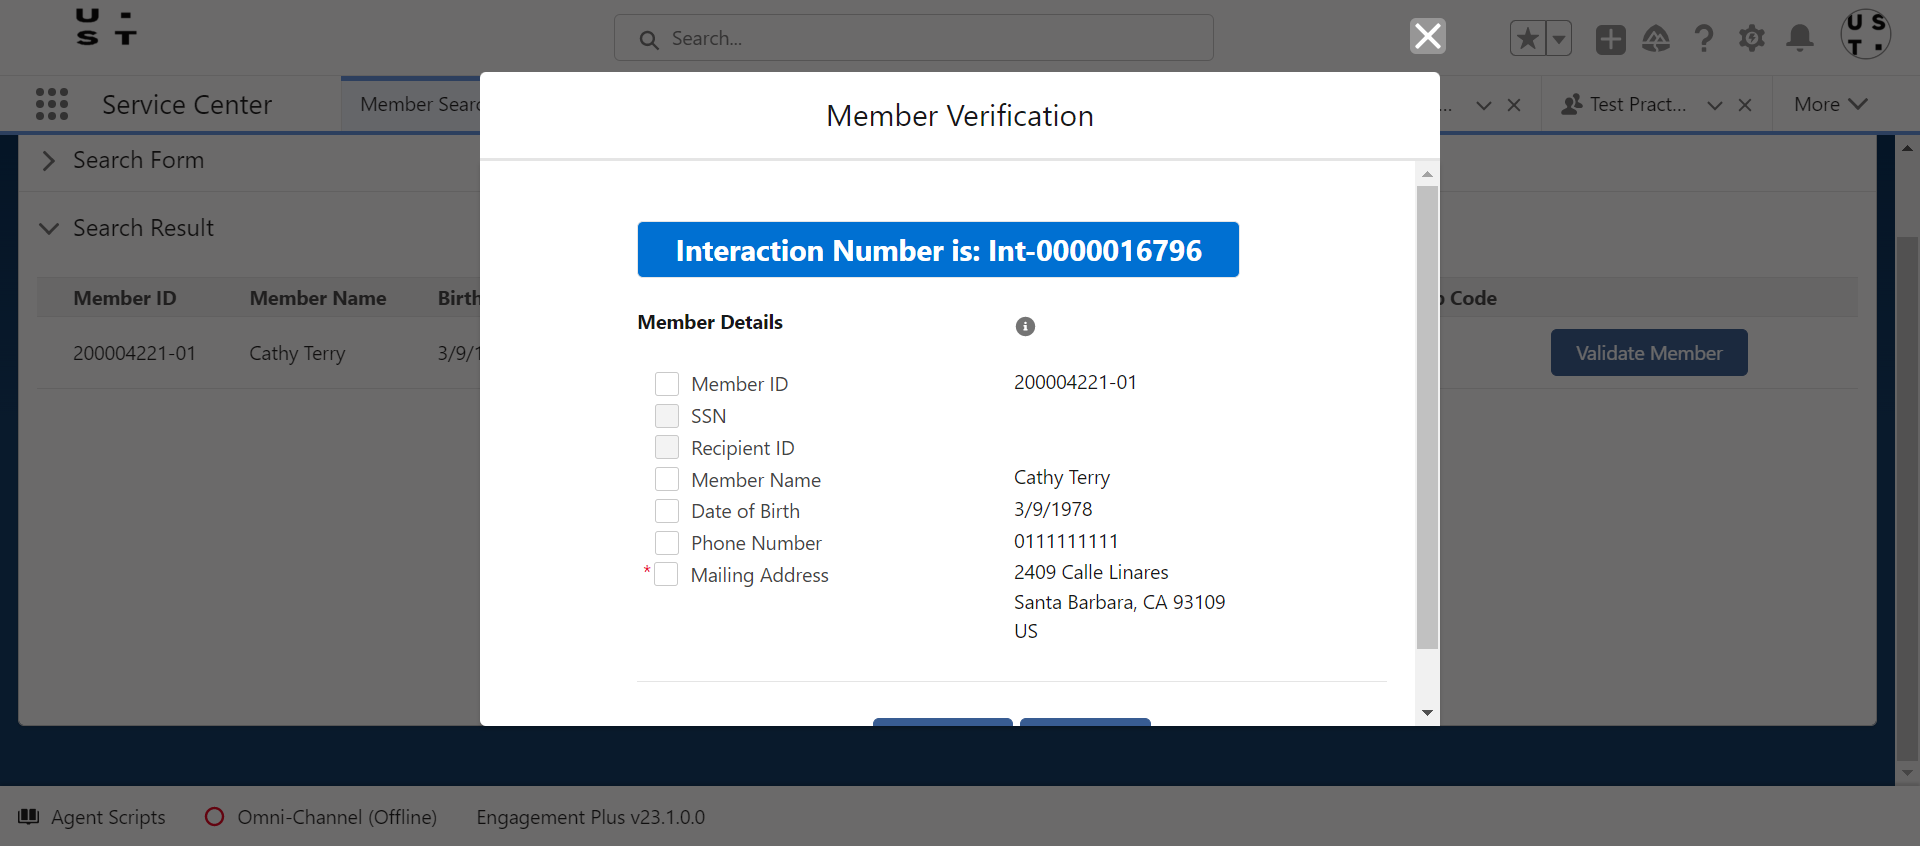 U
S T
Search...
U S
T
Service Center
Member Searc
...
Test Pract...
More
Member Verification
Search Form
Search Result
Interaction Number is: Int-0000016796
Member ID Member Name Birth Code
200004221-01 Cathy Terry 3/9/1
Validate Member
Member Details
Member ID 200004221-01
SSN
Recipient ID
Member Name Cathy Terry
Date of Birth 3/9/1978
Phone Number 0111111111
* Mailing Address 2409 Calle Linares
Santa Barbara, CA 93109
US
Agent Scripts Omni-Channel (Offline) Engagement Plus v23.1.0.0